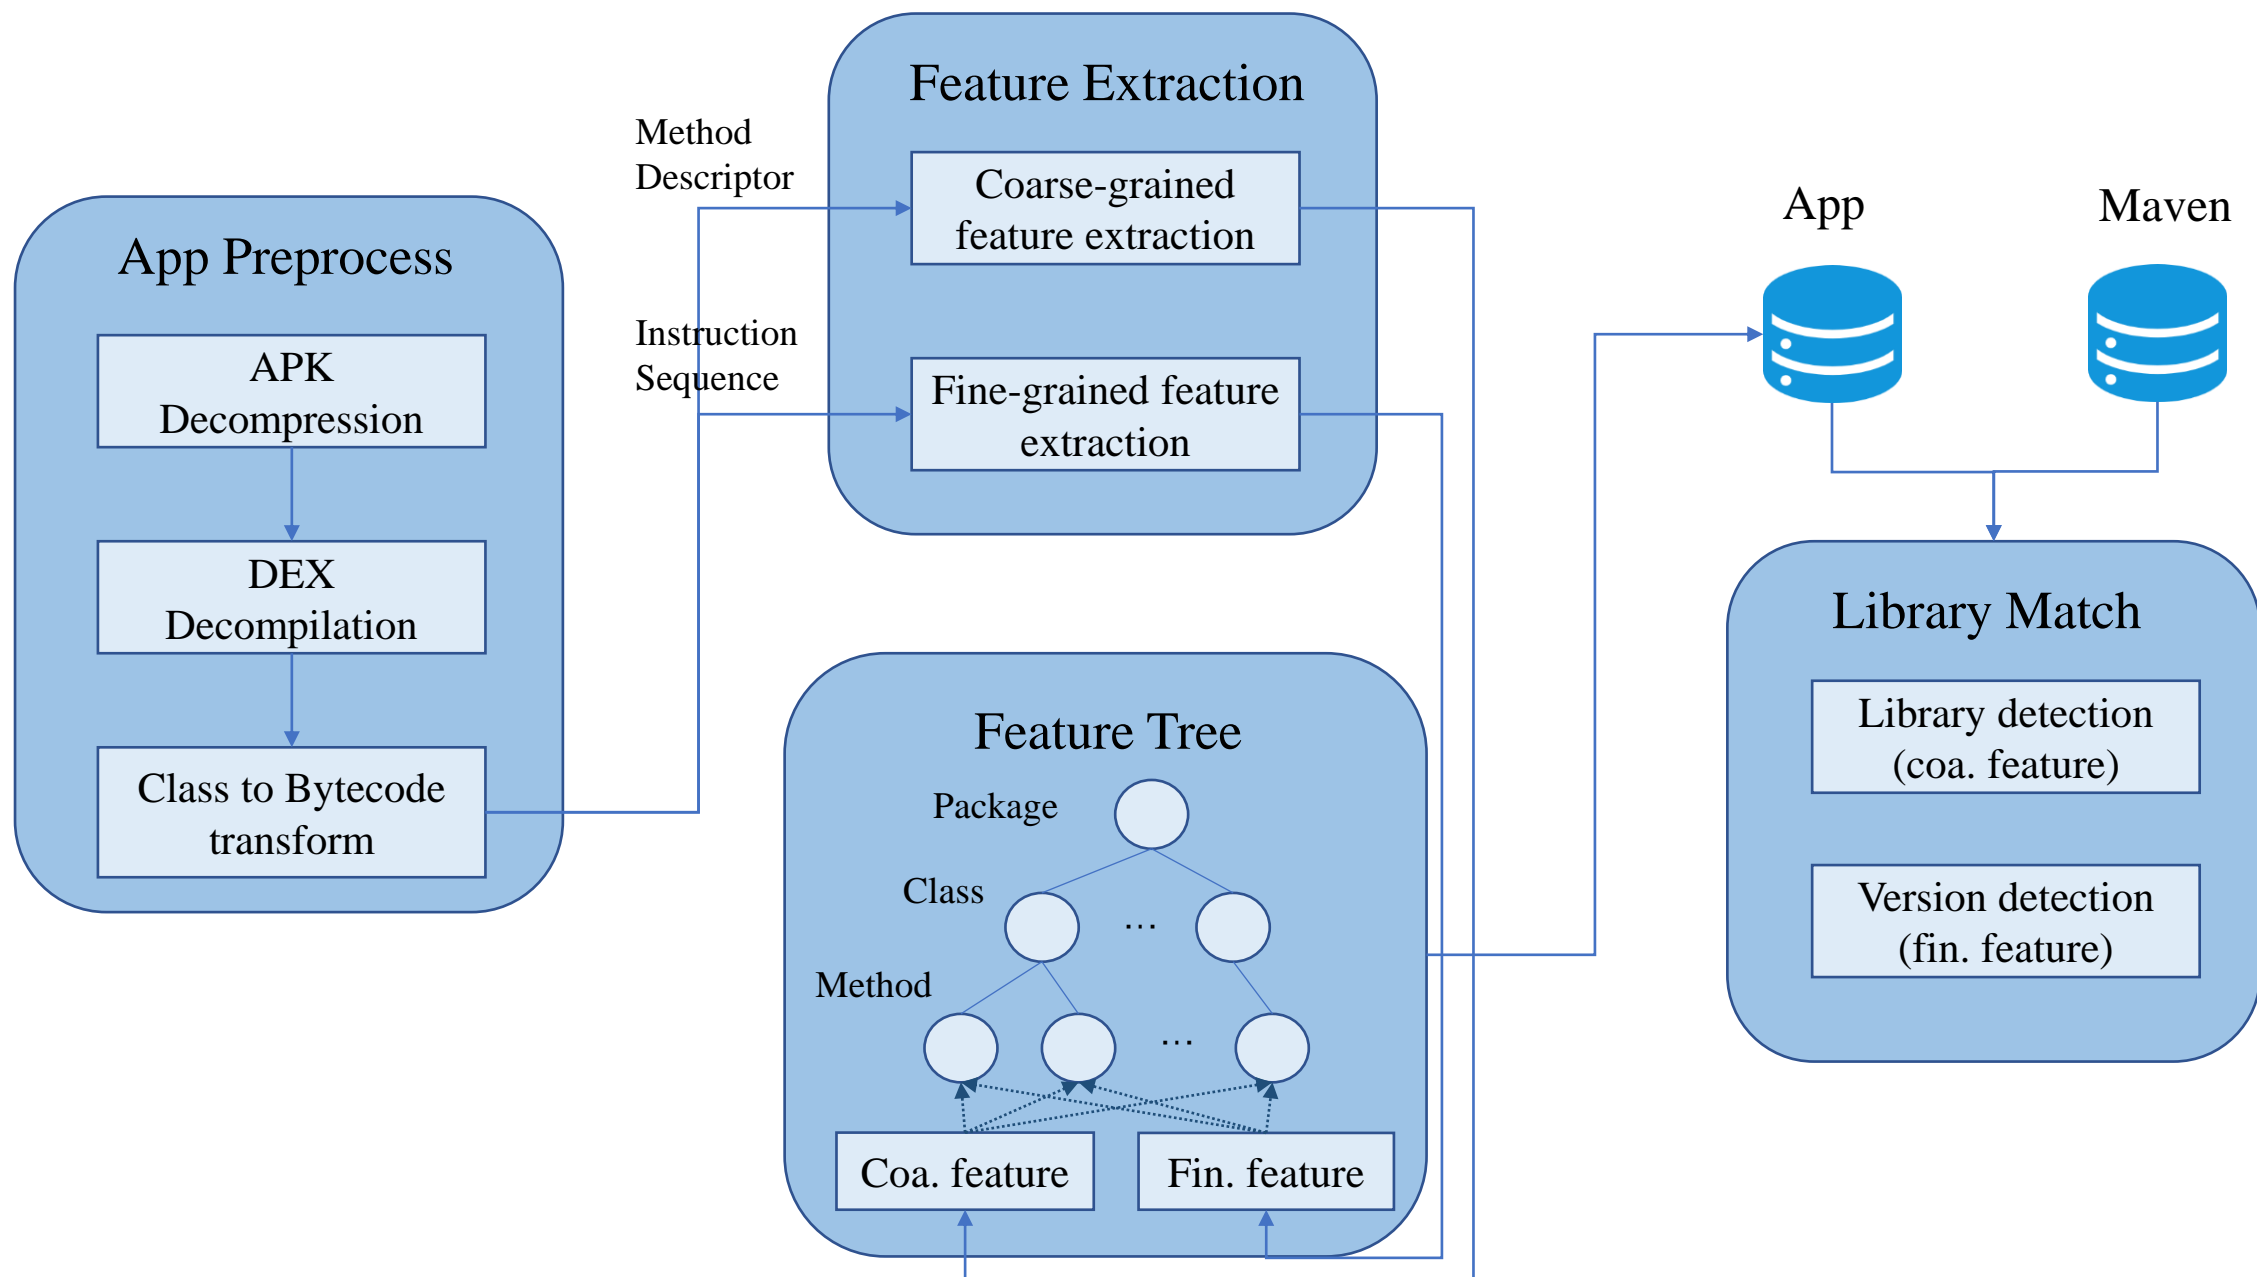 App Preprocess
APK
Decompression
DEX
Decompilation
Class to Bytecode
transform
Method
Descriptor
Instruction
Sequence
Feature Extraction
Coarse-grained
feature extraction
Fine-grained feature
extraction
Feature Tree
Package
Class
...
Method
...
Coa. feature
Fin. feature
App
Maven
Library Match
Library detection
(coa. feature)
Version detection
(fin. feature)